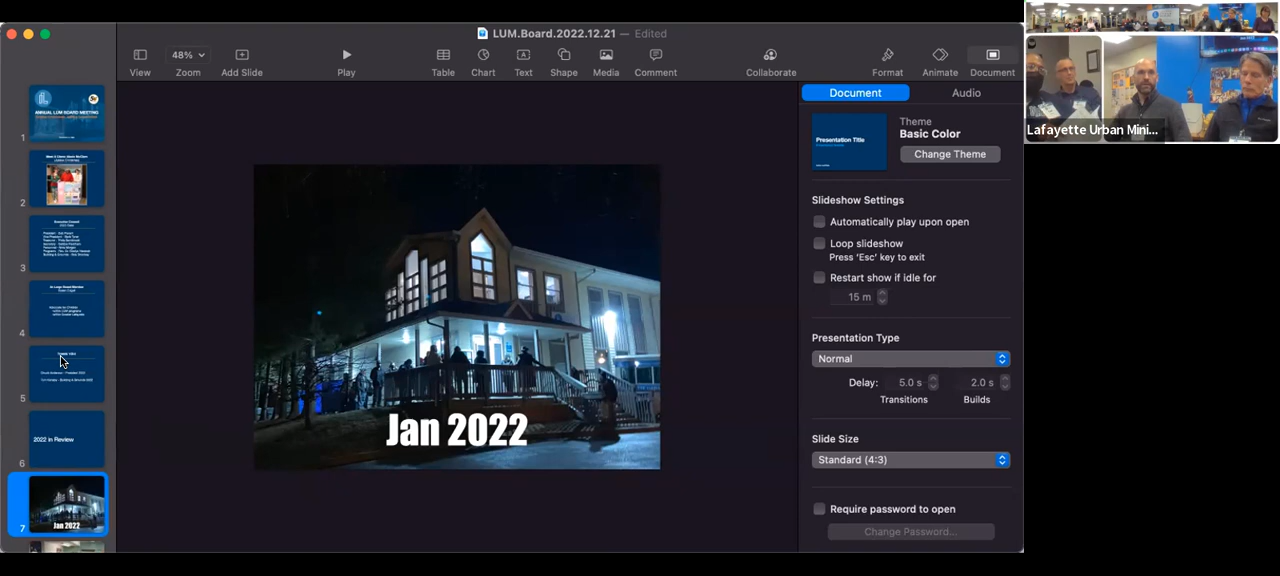 LUM.Board.2022.12.21 — Edited
View
48%
Zoom
Add Slide
Play
Table
Chart
Text
Shape
Media
Comment
Collaborate
Format
Animate
Document
Document
Audio
1
ANNUAL LUM BOARD MEETING
2
3
4
5
6
2022 in Review
7
Jan 2022
Jan 2022
Presentation Title
Theme
Basic Color
Change Theme
Slideshow Settings
Automatically play upon open
Loop slideshow
Press ‘Esc’ key to exit
Restart show if idle for
15 m
Presentation Type
Normal
Delay:
5.0 s
2.0 s
Transitions
Builds
Slide Size
Standard (4:3)
Require password to open
Change Password...
Lafayette Urban Mini...